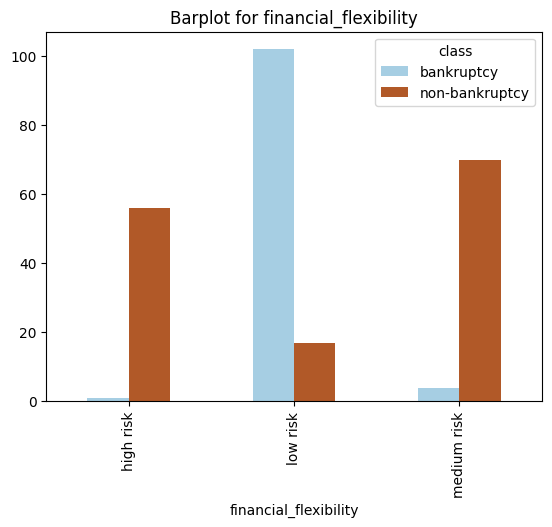 Barplot for financial_flexibility
class
bankruptcy
non-bankruptcy
100
80
60
40
20
0
high risk
low risk
medium risk
financial_flexibility